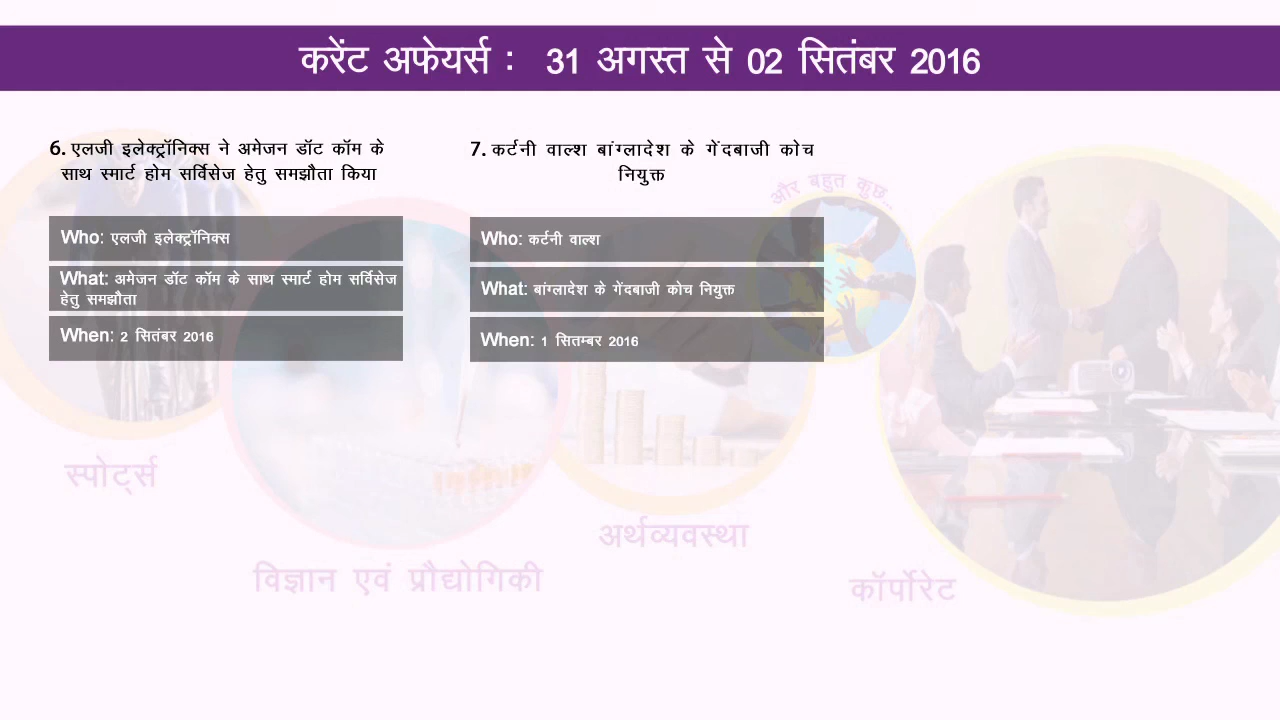 करेंट अफेयर्स : 31 अगस्त से 02 सितंबर 2016
6. एलजी इलेक्ट्रॉनिक्स ने अमेजन डॉट कॉम के
साथ स्मार्ट होम सर्विसेज हेतु समझौता किया
Who: एलजी इलेक्ट्रॉनिक्स
What: अमेजन डॉट कॉम के साथ स्मार्ट होम सर्विसेज
हेतु समझौता
When: 2 सितंबर 2016
7. कर्टनी वाल्श बांग्लादेश के गेंदबाजी कोच
नियुक्त
Who: कर्टनी वाल्श
What: बांग्लादेश के गेंदबाजी कोच नियुक्त
When: 1 सितम्बर 2016
और बहुत कुछ...
स्पोर्ट्स
विज्ञान एवं प्रौद्योगिकी
अर्थव्यवस्था
कॉर्पोरेट